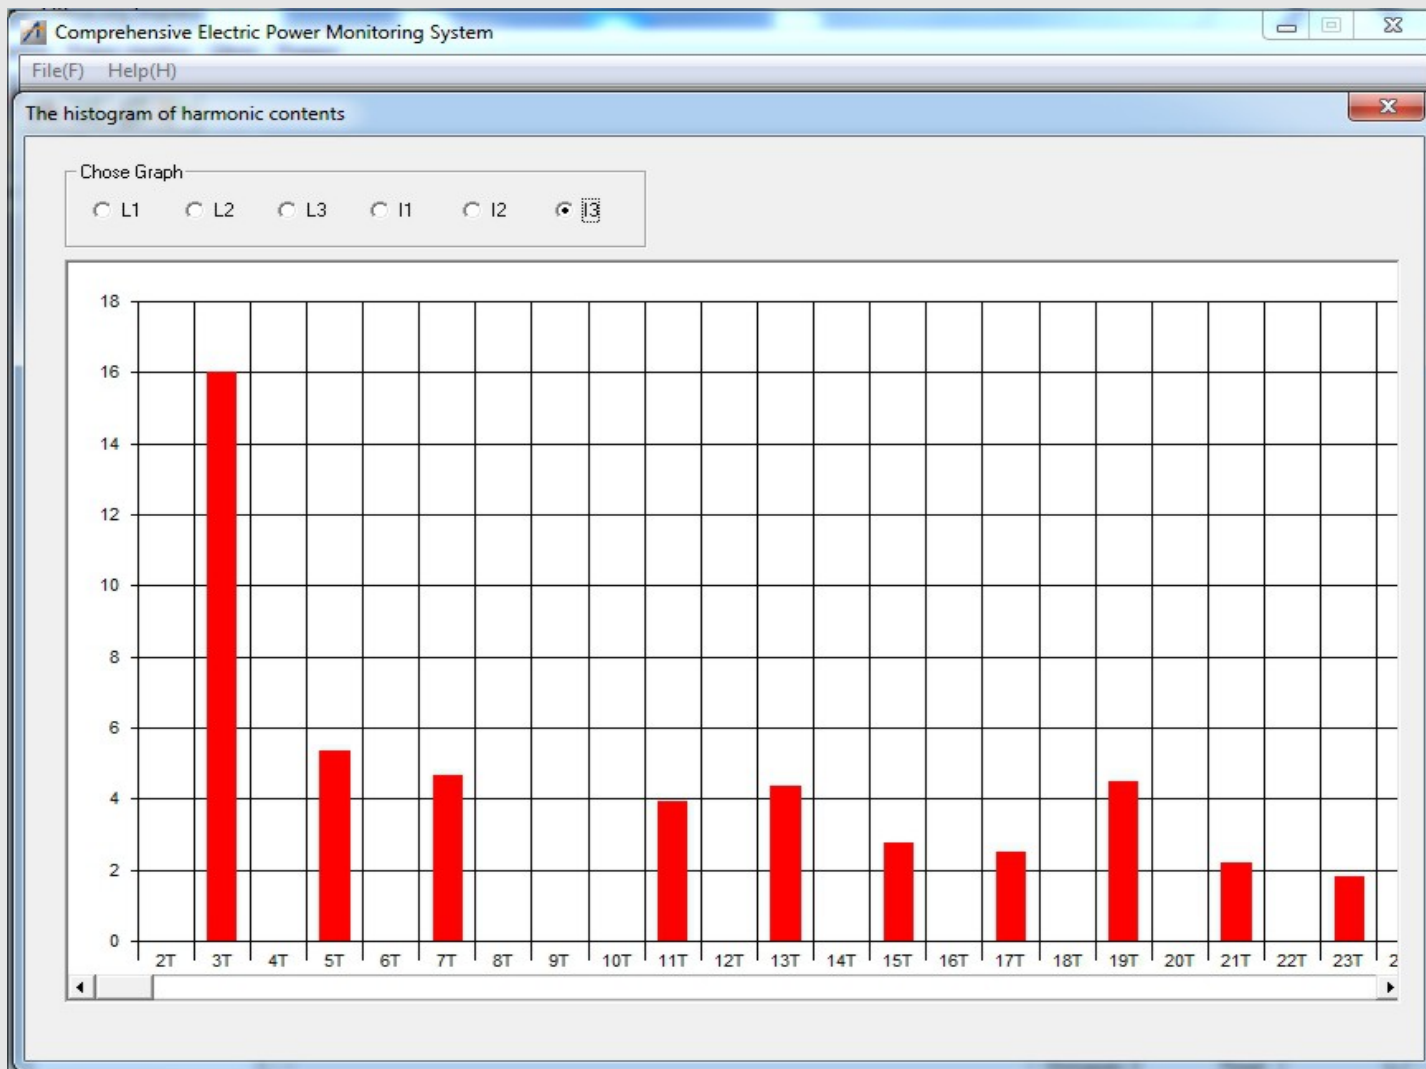 Comprehensive Electric Power Monitoring System
File(F) Help(H)
The histogram of harmonic contents
Chose Graph
L1 L2 L3 I1 I2 I3
18
16
14
12
10
8
6
4
2
0
2T 3T 4T 5T 6T 7T 8T 9T 10T 11T 12T 13T 14T 15T 16T 17T 18T 19T 20T 21T 22T 23T 2